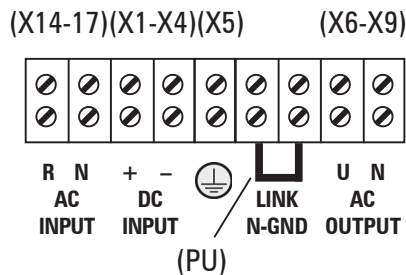 (X14-17)(X1-X4)(X5) (X6-X9)
R N + − U N
AC DC LINK AC
INPUT INPUT N-GND OUTPUT
(PU)